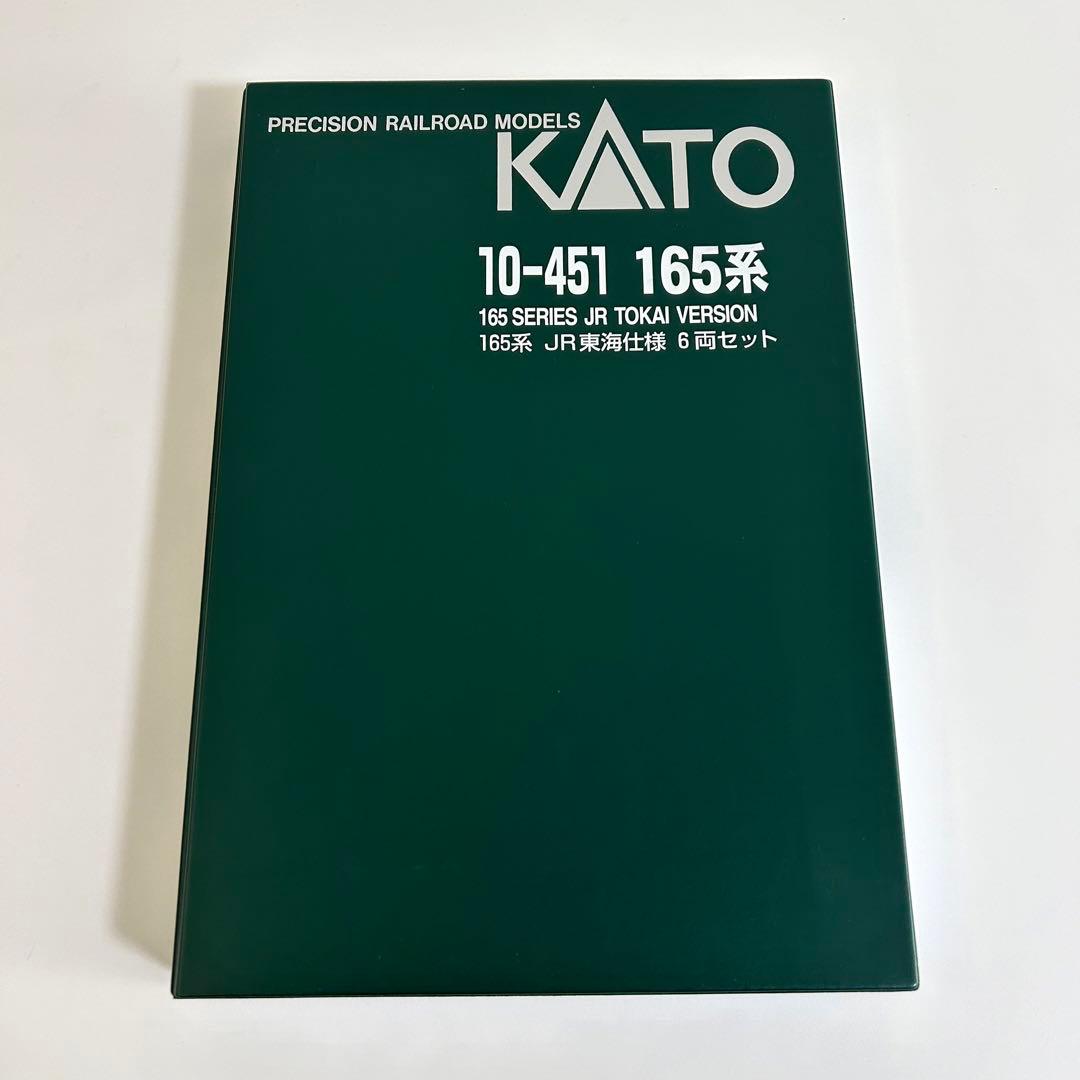 PRECISION RAILROAD MODELS
KATO
10-451 165系
165 SERIES JR TOKAI VERSION
165系 JR東海仕様 6両セット